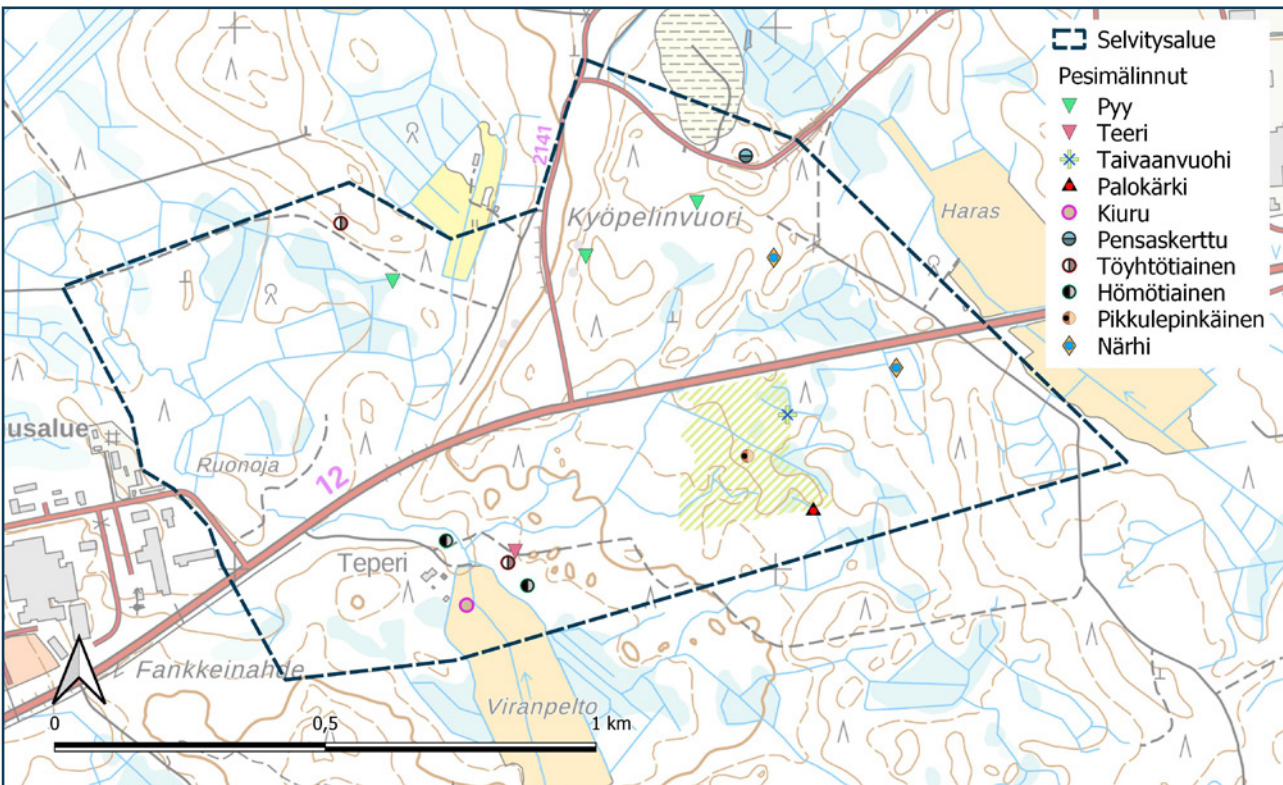 Selvitysalue
Pesimälinnut
Pyy
Teeri
Taivaanvuohi
Palokärki
Kiuru
Pensaskerttu
Töyhtötiainen
Hömötiainen
Pikkulepinkäinen
Närhi
2141
Kyöpelinvuori
Haras
usalue
Ruonoja
12
Teperi
Fankkeinahde
Viranpelto
0
0,5
1 km